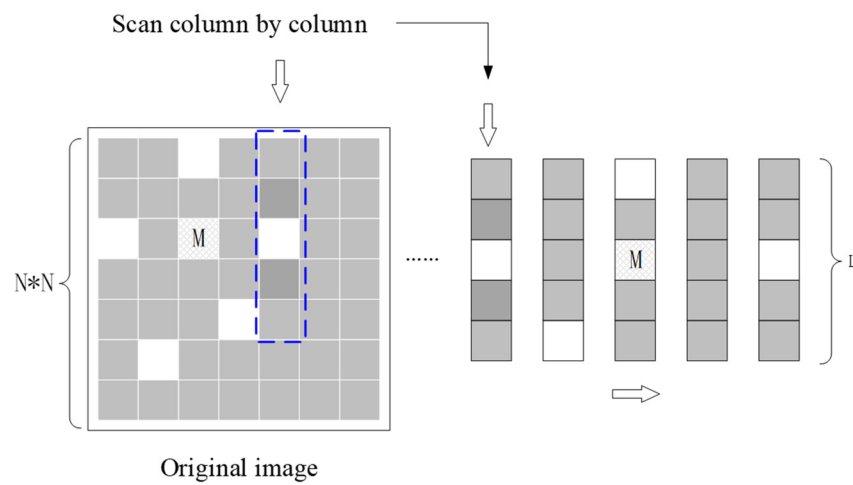 Scan column by column
M
N*N
......
M
Original image